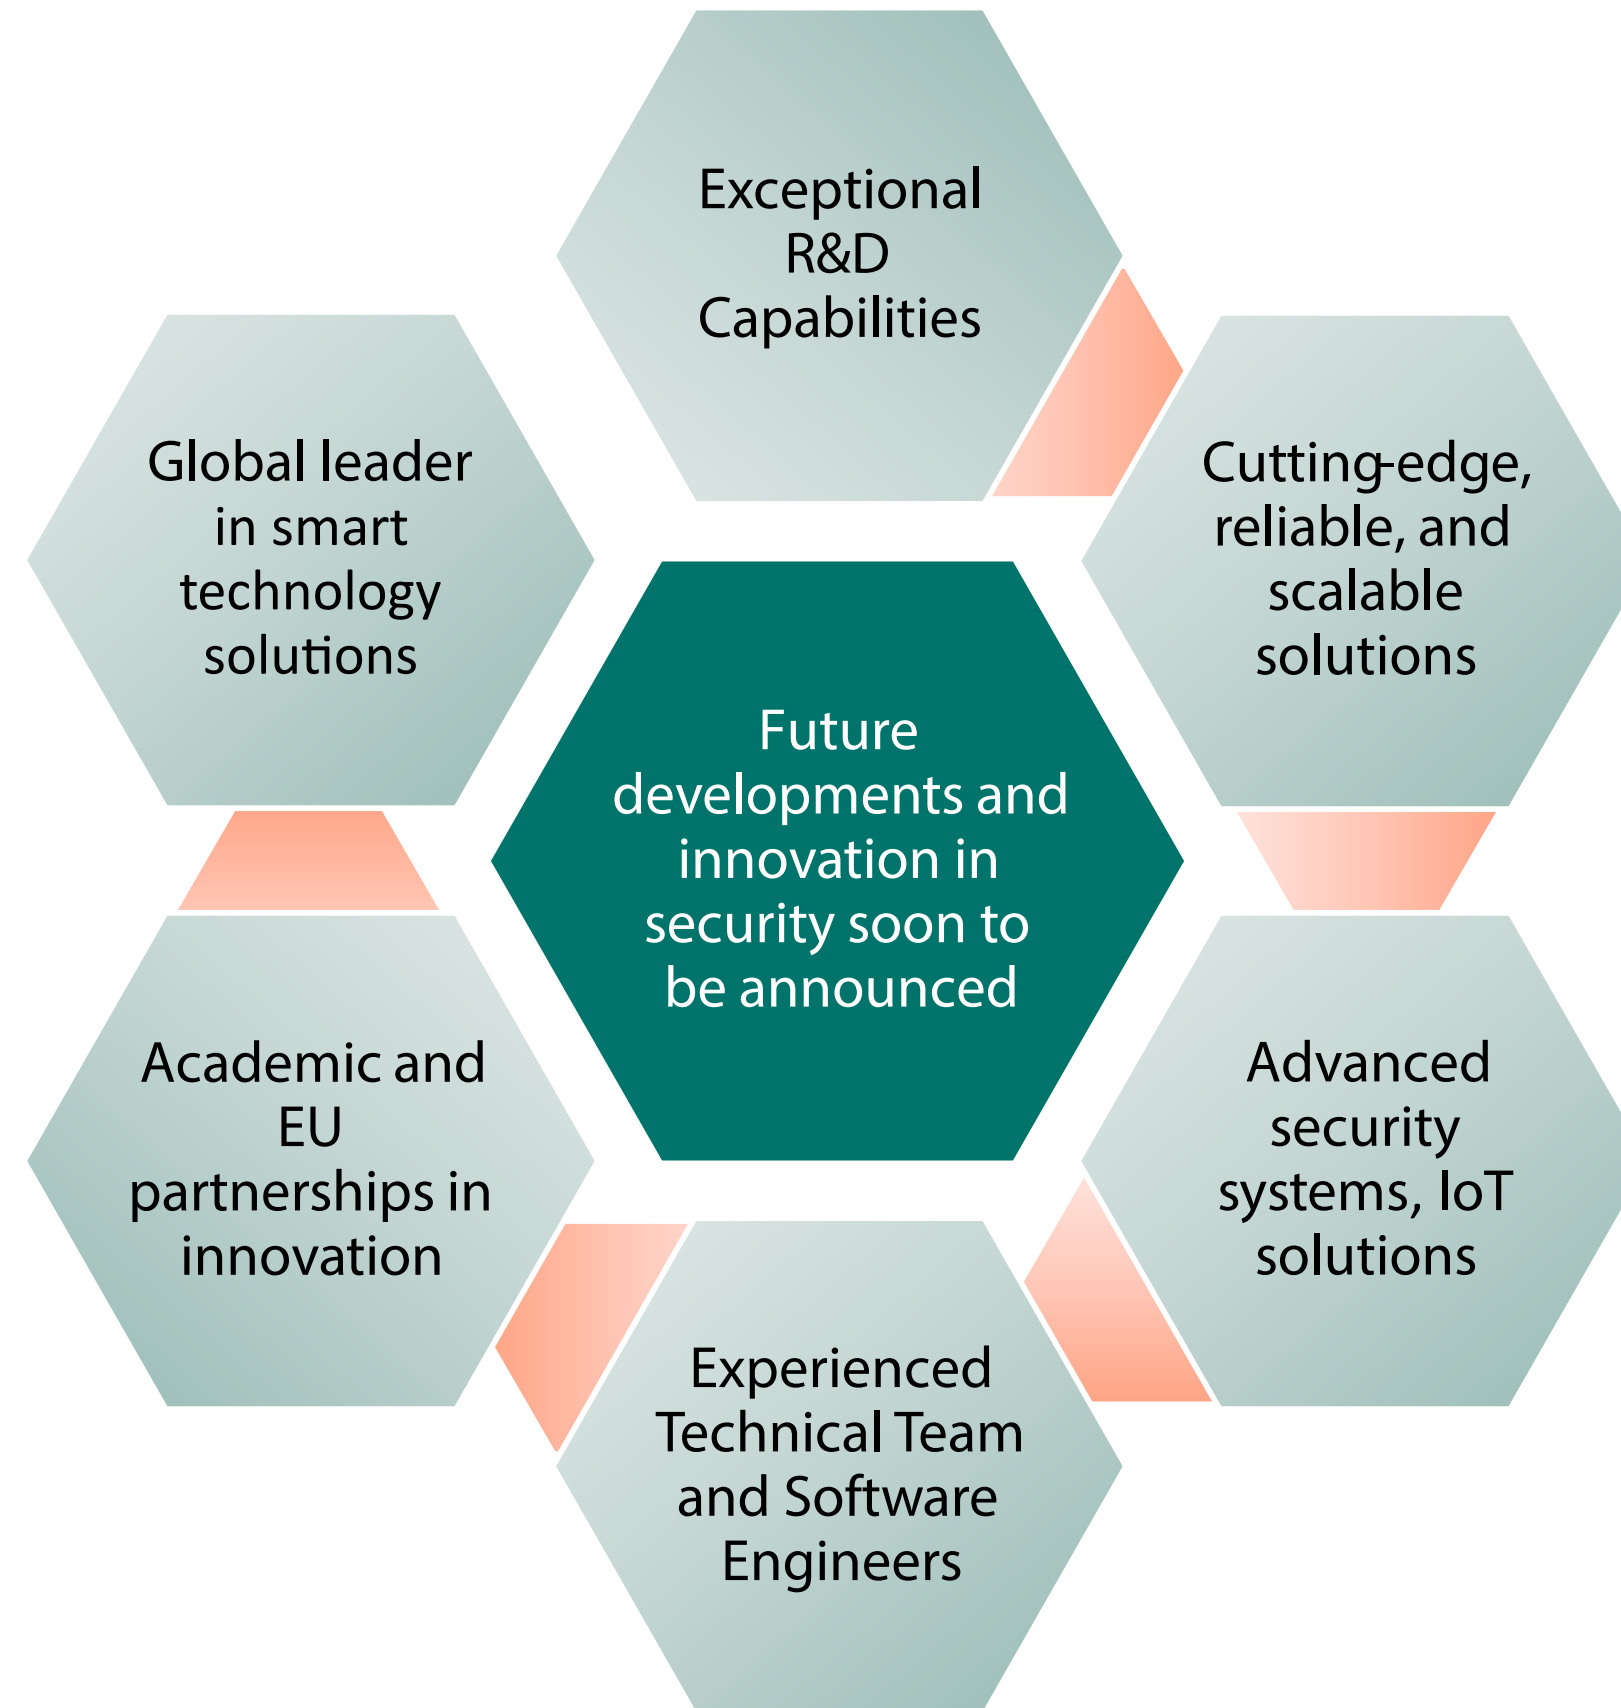 Exceptional
R&D
Capabilities
Cutting-edge,
reliable, and
scalable
solutions
Advanced
security
systems, IoT
solutions
Experienced
Technical Team
and Software
Engineers
Academic and
EU
partnerships in
innovation
Global leader
in smart
technology
solutions
Future
developments and
innovation in
security soon to
be announced